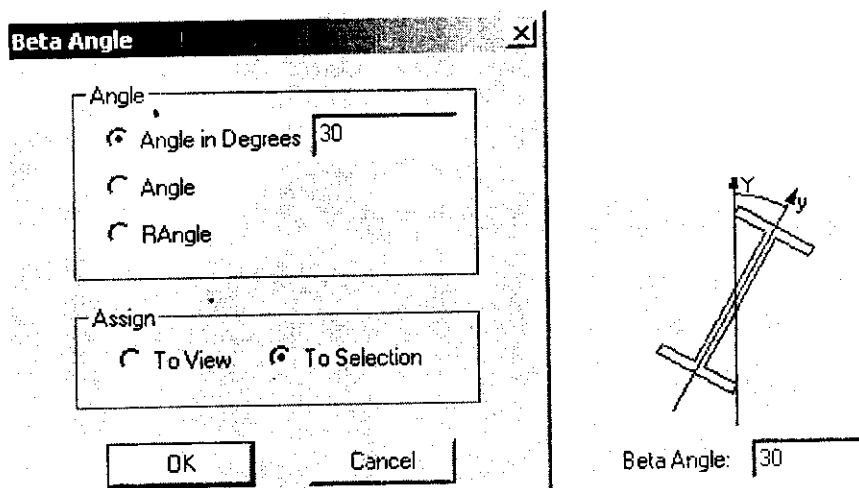 Beta Angle
Angle
Angle in Degrees 30
Angle
RAngle
Assign
To View To Selection
OK Cancel
Y
y
Beta Angle: 30